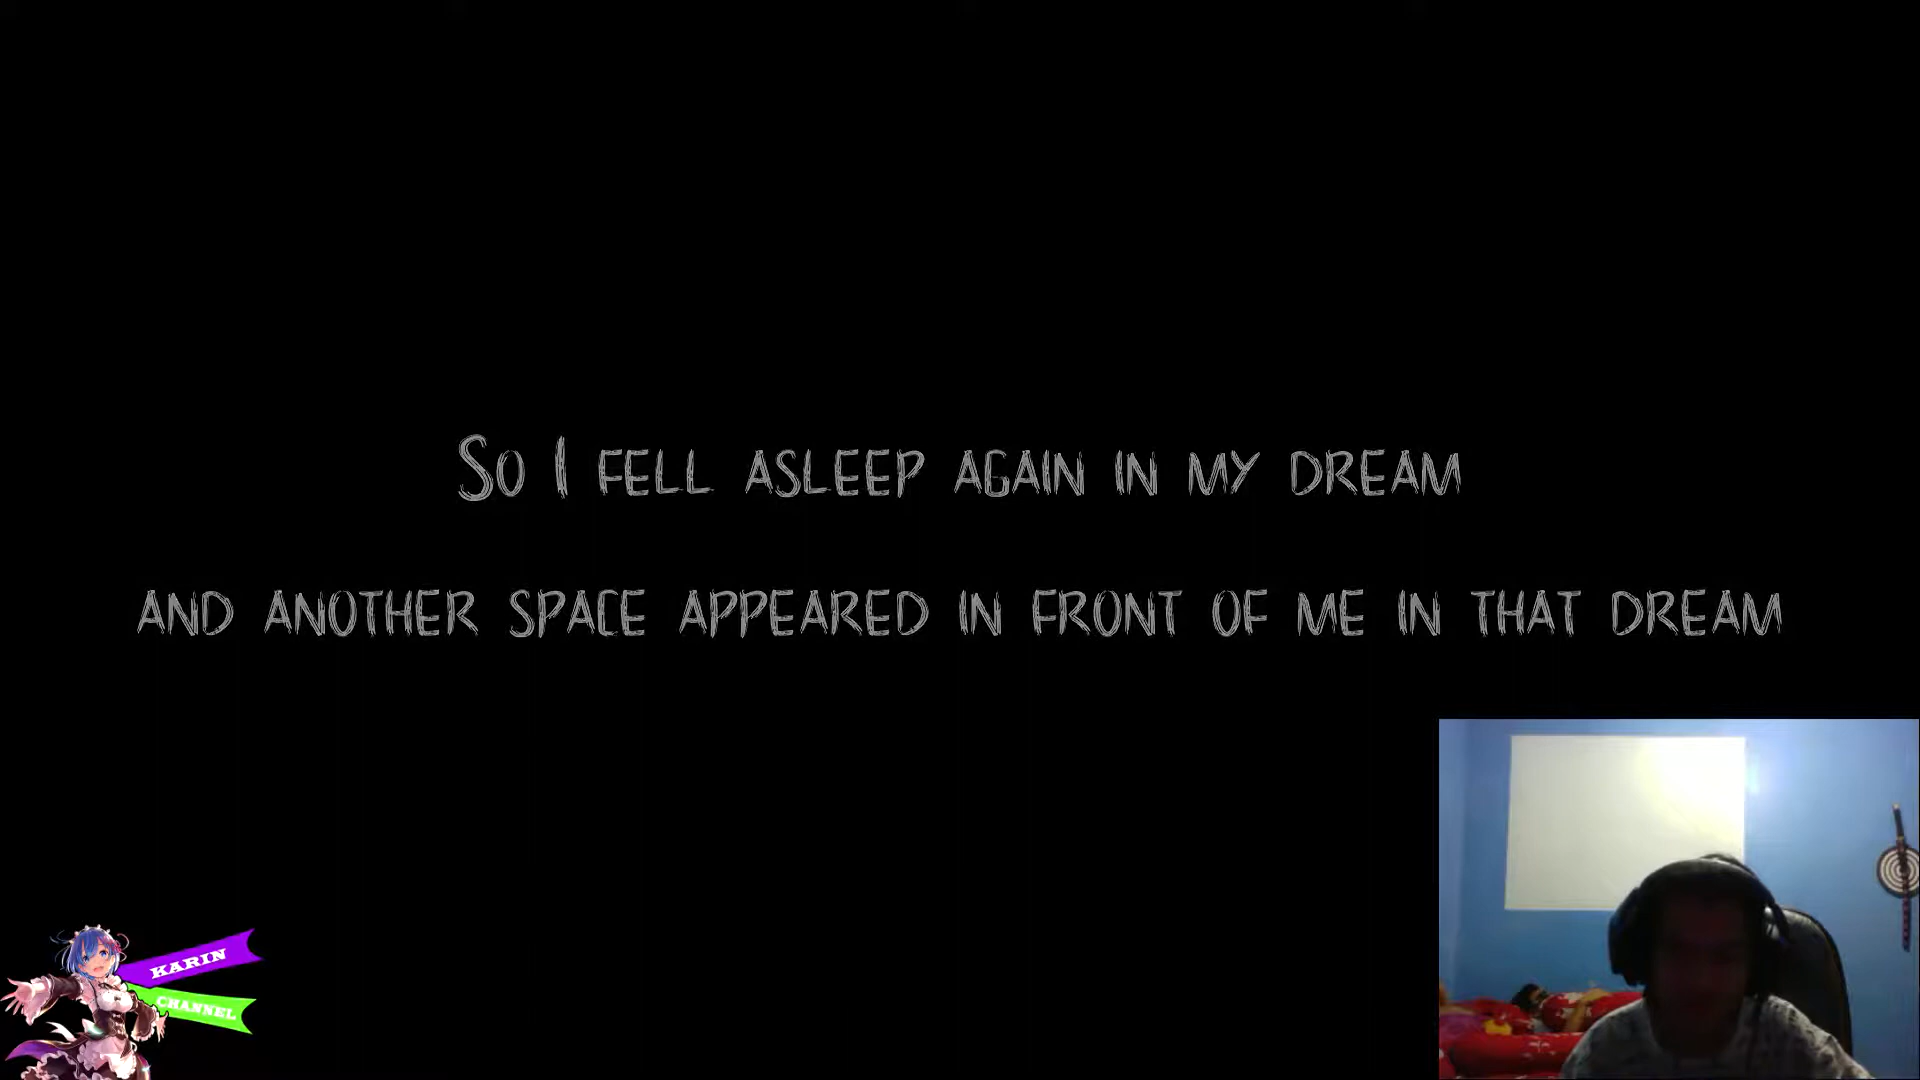 So I fell asleep again in my dream
and another space appeared in front of me in that dream
KARIN
CHANNEL